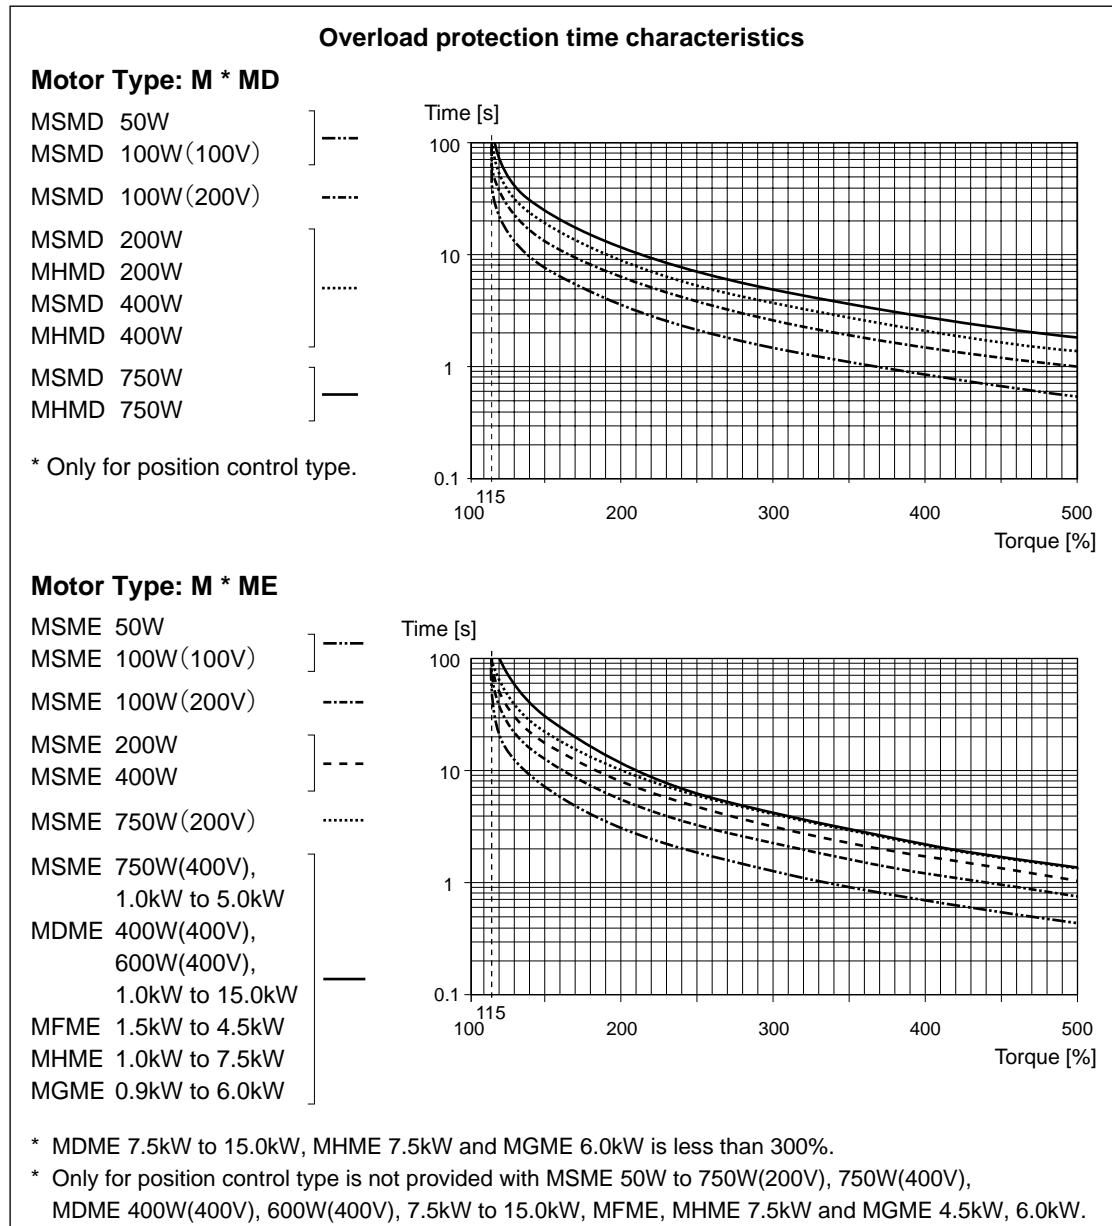 Overload protection time characteristics
Motor Type: M * MD
MSMD 50W
MSMD 100W(100V)
MSMD 100W(200V)
MSMD 200W
MHMD 200W
MSMD 400W
MHMD 400W
MSMD 750W
MHMD 750W
* Only for position control type.
Time [s]
100
10
1
0.1
100
115
200
300
400
500
Torque [%]
Motor Type: M * ME
MSME 50W
MSME 100W(100V)
MSME 100W(200V)
MSME 200W
MSME 400W
MSME 750W(200V)
MSME 750W(400V),
1.0kW to 5.0kW
MDME 400W(400V),
600W(400V),
1.0kW to 15.0kW
MFME 1.5kW to 4.5kW
MHME 1.0kW to 7.5kW
MGME 0.9kW to 6.0kW
Time [s]
100
10
1
0.1
100
115
200
300
400
500
Torque [%]
* MDME 7.5kW to 15.0kW, MHME 7.5kW and MGME 6.0kW is less than 300%.
* Only for position control type is not provided with MSME 50W to 750W(200V), 750W(400V),
MDME 400W(400V), 600W(400V), 7.5kW to 15.0kW, MFME, MHME 7.5kW and MGME 4.5kW, 6.0kW.